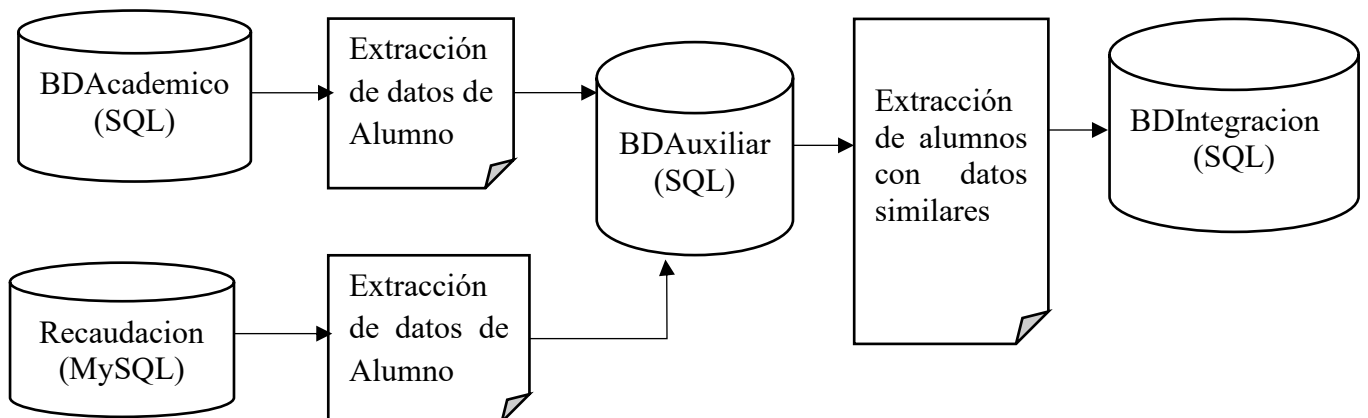 BDAcademico
(SQL)
Extracción
de datos de
Alumno
BDAuxiliar
(SQL)
Extracción
de alumnos
con datos
similares
BDIntegracion
(SQL)
Recaudacion
(MySQL)
Extracción
de datos de
Alumno